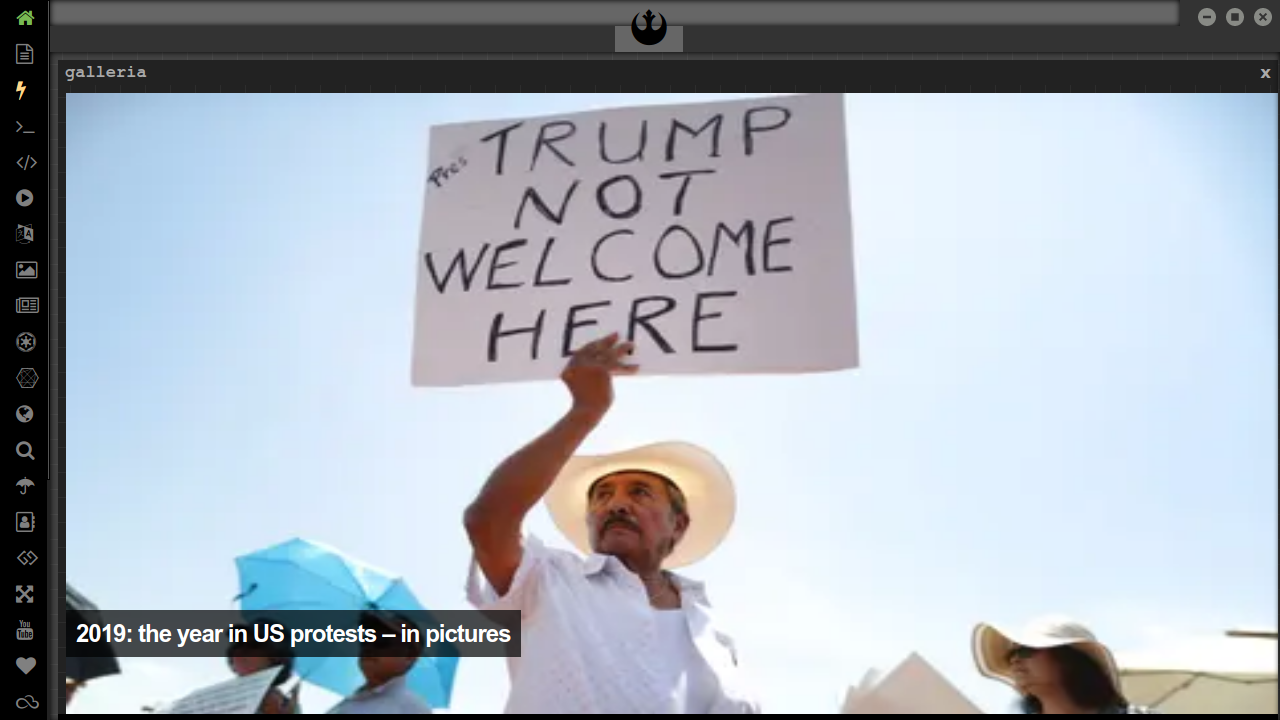 galleria
x
Pres TRUMP
NOT
WELCOME
HERE
2019: the year in US protests – in pictures
You
Tube